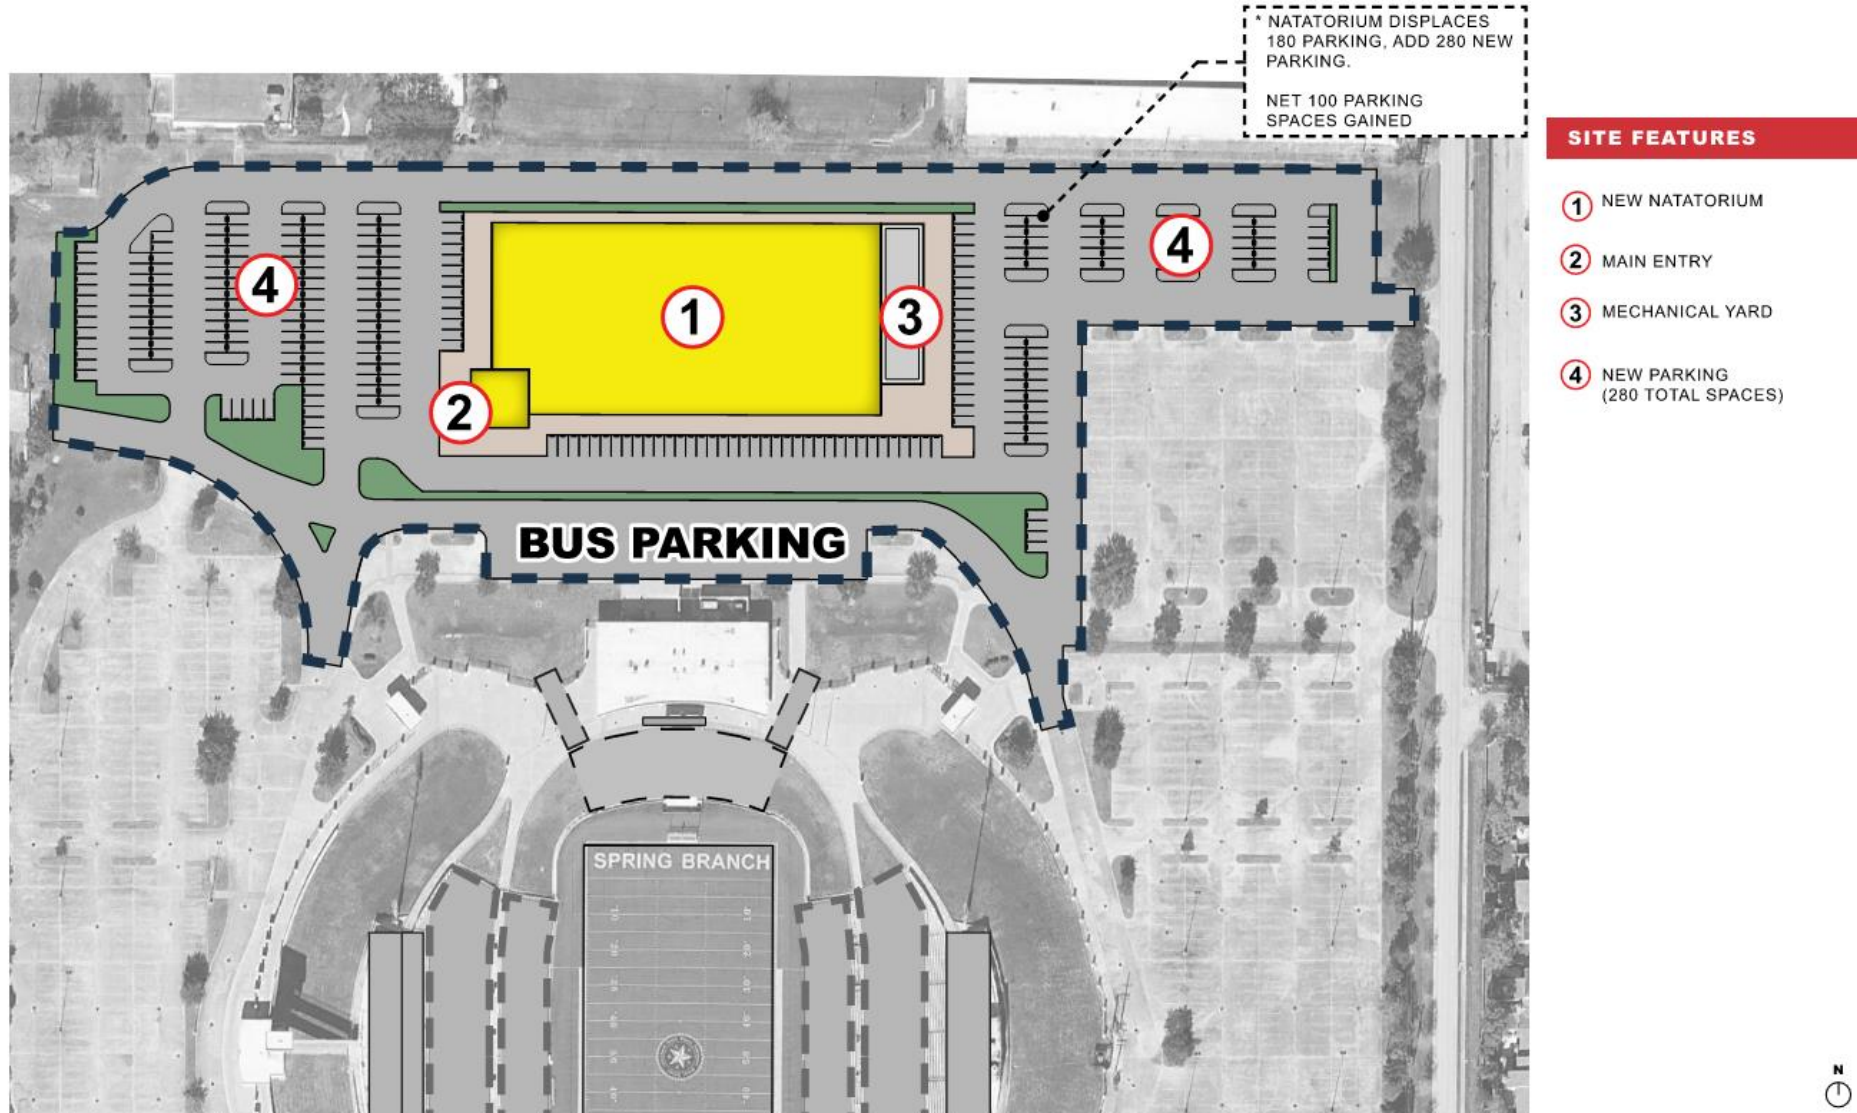 * NATATORIUM DISPLACES
180 PARKING, ADD 280 NEW
PARKING.
NET 100 PARKING
SPACES GAINED
SITE FEATURES
1 NEW NATATORIUM
2 MAIN ENTRY
3 MECHANICAL YARD
4 NEW PARKING
(280 TOTAL SPACES)
4
1
3
4
2
BUS PARKING
SPRING BRANCH
N